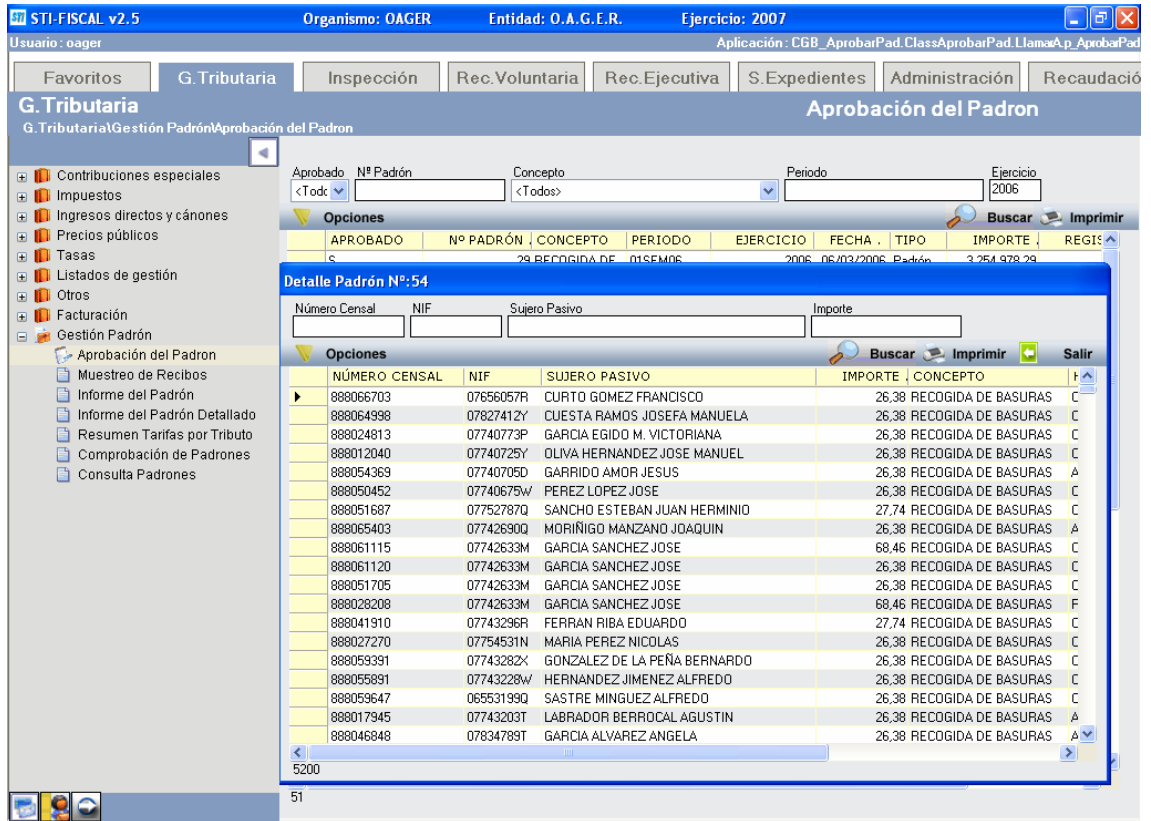 STI-FISCAL v2.5 Organismo: OAGER Entidad: O.A.G.E.R. Ejercicio: 2007
Usuario: oager Aplicación: CGB_AprobarPad.ClassAprobarPad.LlamarA.p_AprobarPad
Favoritos G.Tributaria Inspección Rec.Voluntaria Rec.Ejecutiva S.Expedientes Administración Recaudació
G.Tributaria Aprobación del Padron
G.Tributaria\Gestión Padrón\Aprobación del Padron
Contribuciones especiales
Impuestos
Ingresos directos y cánones
Precios públicos
Tasas
Listados de gestión
Otros
Facturación
Gestión Padrón
Aprobación del Padron
Muestreo de Recibos
Informe del Padrón
Informe del Padrón Detallado
Resumen Tarifas por Tributo
Comprobación de Padrones
Consulta Padrones
Aprobado Nº Padrón Concepto Periodo Ejercicio
<Todc <Todos> 2006
Opciones Buscar Imprimir
APROBADO Nº PADRÓN CONCEPTO PERIODO EJERCICIO FECHA . TIPO IMPORTE REGIS
S 29 RECOGIDA DE 01SEM06 2006 06/03/2006 Padrón 3.254.978,29
Detalle Padrón Nº:54
Número Censal NIF Sujero Pasivo Importe
Opciones Buscar Imprimir Salir
NÚMERO CENSAL NIF SUJERO PASIVO IMPORTE CONCEPTO
888066703 07656057R CURTO GOMEZ FRANCISCO 26,38 RECOGIDA DE BASURAS C
888064998 07827412Y CUESTA RAMOS JOSEFA MANUELA 26,38 RECOGIDA DE BASURAS C
888024813 07740773P GARCIA EGIDO M. VICTORIANA 26,38 RECOGIDA DE BASURAS C
888012040 07740725Y OLIVA HERNANDEZ JOSE MANUEL 26,38 RECOGIDA DE BASURAS C
888054369 07740705D GARRIDO AMOR JESUS 26,38 RECOGIDA DE BASURAS A
888050452 07740675W PEREZ LOPEZ JOSE 26,38 RECOGIDA DE BASURAS C
888051687 07752787Q SANCHO ESTEBAN JUAN HERMINIO 27,74 RECOGIDA DE BASURAS C
888065403 07742690Q MORIÑIGO MANZANO JOAQUIN 26,38 RECOGIDA DE BASURAS A
888061115 07742633M GARCIA SANCHEZ JOSE 68,46 RECOGIDA DE BASURAS C
888061120 07742633M GARCIA SANCHEZ JOSE 26,38 RECOGIDA DE BASURAS C
888051705 07742633M GARCIA SANCHEZ JOSE 26,38 RECOGIDA DE BASURAS C
888028208 07742633M GARCIA SANCHEZ JOSE 68,46 RECOGIDA DE BASURAS F
888041910 07743296R FERRAN RIBA EDUARDO 27,74 RECOGIDA DE BASURAS C
888027270 07754531N MARIA PEREZ NICOLAS 26,38 RECOGIDA DE BASURAS C
888059391 07743282X GONZALEZ DE LA PEÑA BERNARDO 26,38 RECOGIDA DE BASURAS C
888055891 07743228W HERNANDEZ JIMENEZ ALFREDO 26,38 RECOGIDA DE BASURAS C
888059647 06553199Q SASTRE MINGUEZ ALFREDO 26,38 RECOGIDA DE BASURAS C
888017945 07743203T LABRADOR BERROCAL AGUSTIN 26,38 RECOGIDA DE BASURAS A
888046848 07834789T GARCIA ALVAREZ ANGELA 26,38 RECOGIDA DE BASURAS A
5200
51